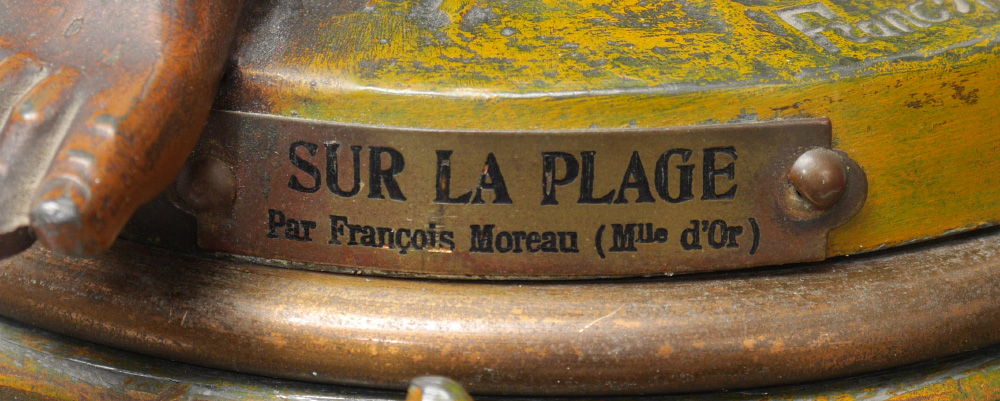 SUR LA PLAGE
Par François Moreau (Mlle d'Or)